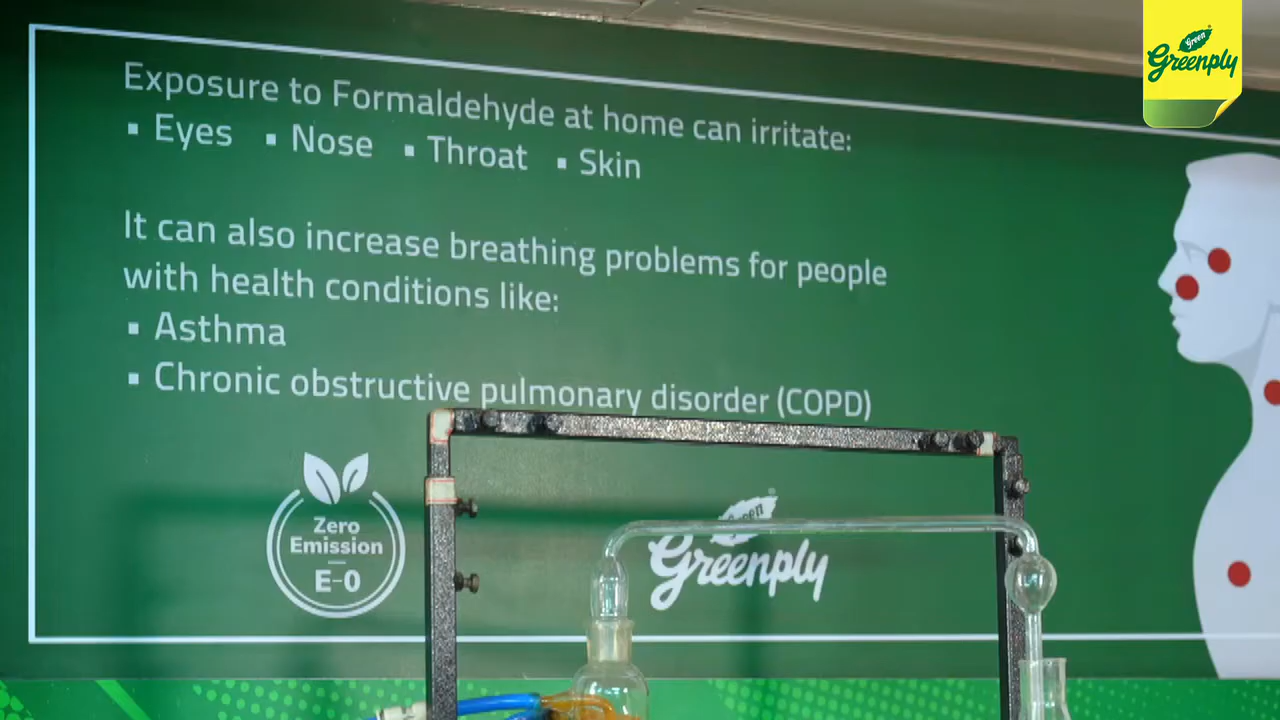 Green
Greenply
Exposure to Formaldehyde at home can irritate:
▪ Eyes ▪ Nose ▪ Throat ▪ Skin
It can also increase breathing problems for people
with health conditions like:
▪ Asthma
▪ Chronic obstructive pulmonary disorder (COPD)
Zero
Emission
E-0
Green
Greenply